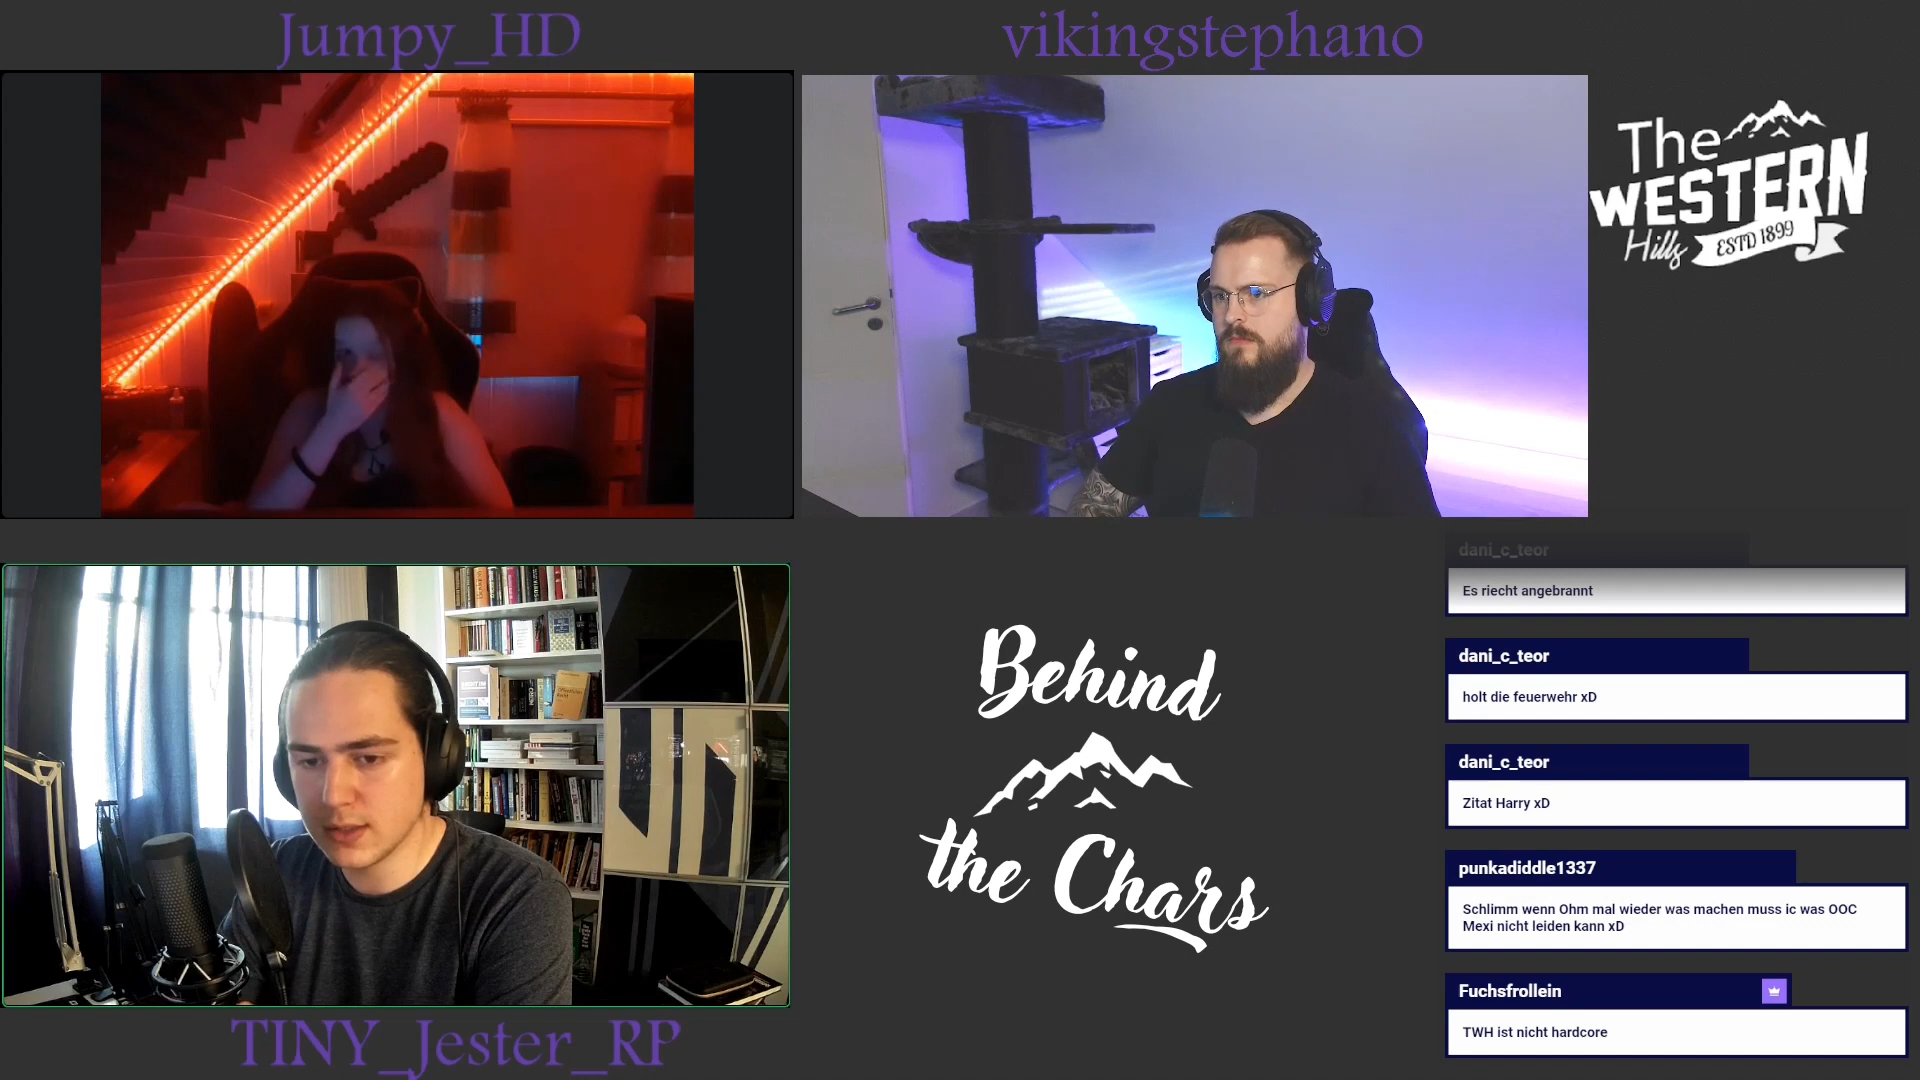 Jumpy_HD
vikingstephano
The
WESTERN
Hills
ESTD 1899
dani_c_teor
Es riecht angebrannt
dani_c_teor
holt die feuerwehr xD
dani_c_teor
Zitat Harry xD
punkadiddle1337
Schlimm wenn Ohm mal wieder was machen muss ic was OOC
Mexi nicht leiden kann xD
Fuchsfrollein
TWH ist nicht hardcore
Behind
the Chars
TINY_Jester_RP